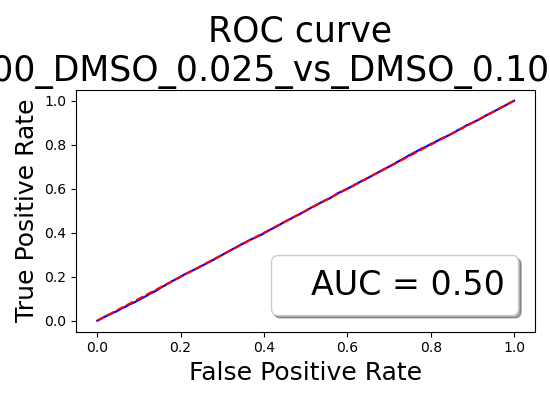 ROC curve
00_DMSO_0.025_vs_DMSO_0.10
True Positive Rate
1.0
0.8
0.6
0.4
0.2
0.0
AUC = 0.50
0.0 0.2 0.4 0.6 0.8 1.0
False Positive Rate